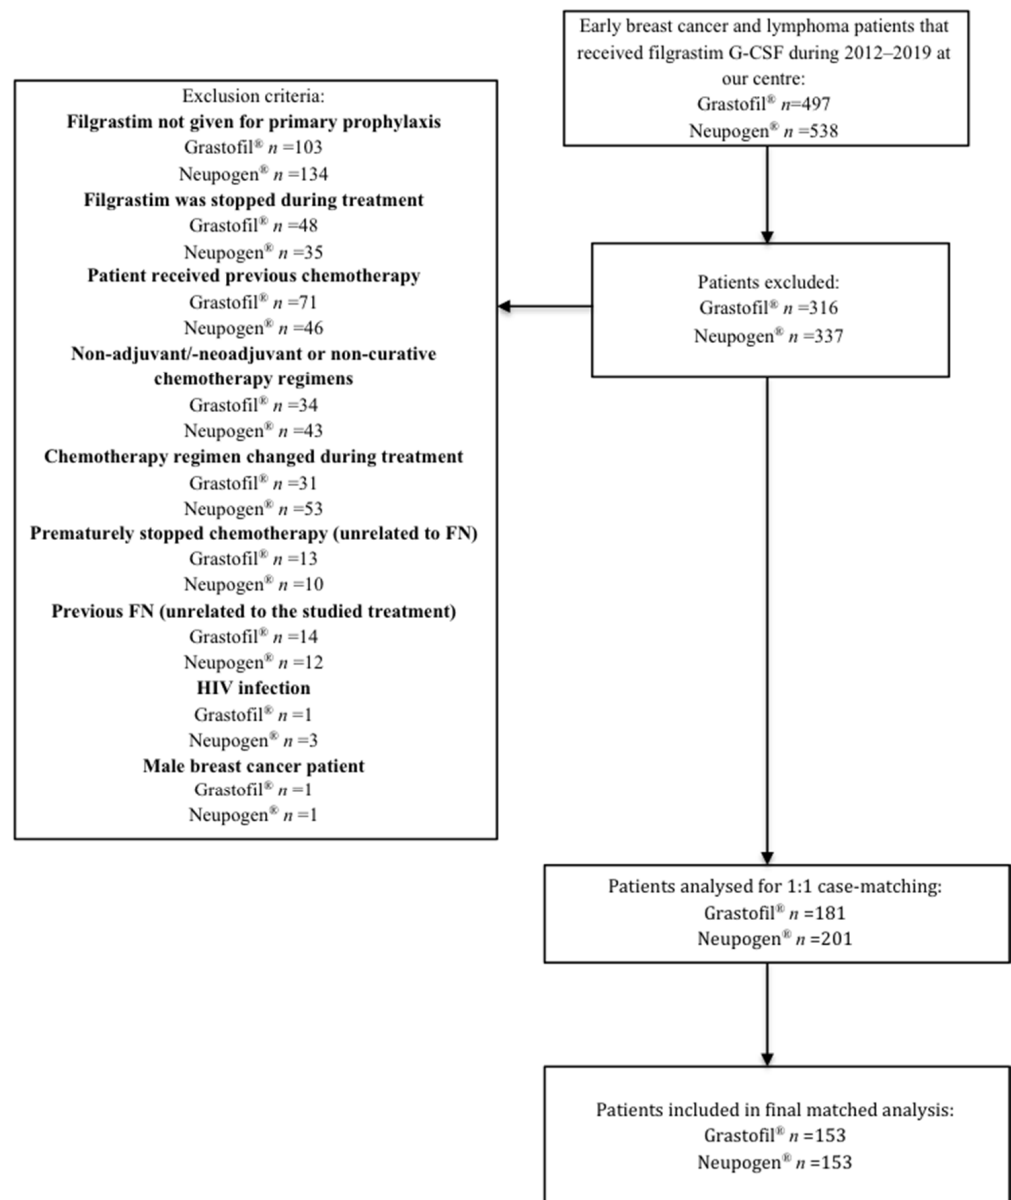 Early breast cancer and lymphoma patients that
received filgrastim G-CSF during 2012–2019 at
our centre:
Grastofil® n=497
Neupogen® n =538
Exclusion criteria:
Filgrastim not given for primary prophylaxis
Grastofil® n =103
Neupogen® n =134
Filgrastim was stopped during treatment
Grastofil® n =48
Neupogen® n =35
Patient received previous chemotherapy
Grastofil® n =71
Neupogen® n =46
Non-adjuvant/-neoadjuvant or non-curative
chemotherapy regimens
Grastofil® n =34
Neupogen® n =43
Chemotherapy regimen changed during treatment
Grastofil® n =31
Neupogen® n =53
Prematurely stopped chemotherapy (unrelated to FN)
Grastofil® n =13
Neupogen® n =10
Previous FN (unrelated to the studied treatment)
Grastofil® n =14
Neupogen® n =12
HIV infection
Grastofil® n =1
Neupogen® n =3
Male breast cancer patient
Grastofil® n =1
Neupogen® n =1
Patients excluded:
Grastofil® n =316
Neupogen® n =337
Patients analysed for 1:1 case-matching:
Grastofil® n =181
Neupogen® n =201
Patients included in final matched analysis:
Grastofil® n =153
Neupogen® n =153